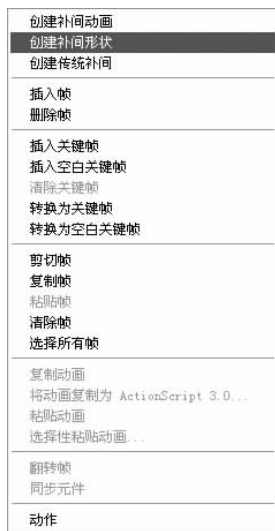 创建补间动画
创建补间形状
创建传统补间
插入帧
删除帧
插入关键帧
插入空白关键帧
清除关键帧
转换为关键帧
转换为空白关键帧
剪切帧
复制帧
粘贴帧
清除帧
选择所有帧
复制动画
将动画复制为 ActionScript 3.0...
粘贴动画
选择性粘贴动画...
翻转帧
同步元件
动作